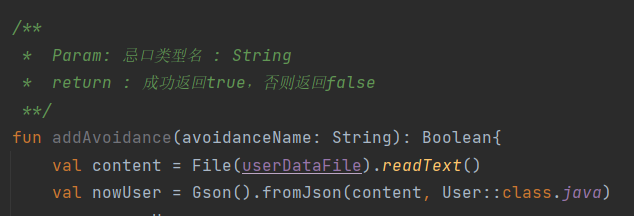 /**
 *  Param: 忌口类型名 : String
 *  return : 成功返回true，否则返回false
 **/
fun addAvoidance(avoidanceName: String): Boolean{
    val content = File(userDataFile).readText()
    val nowUser = Gson().fromJson(content, User::class.java)